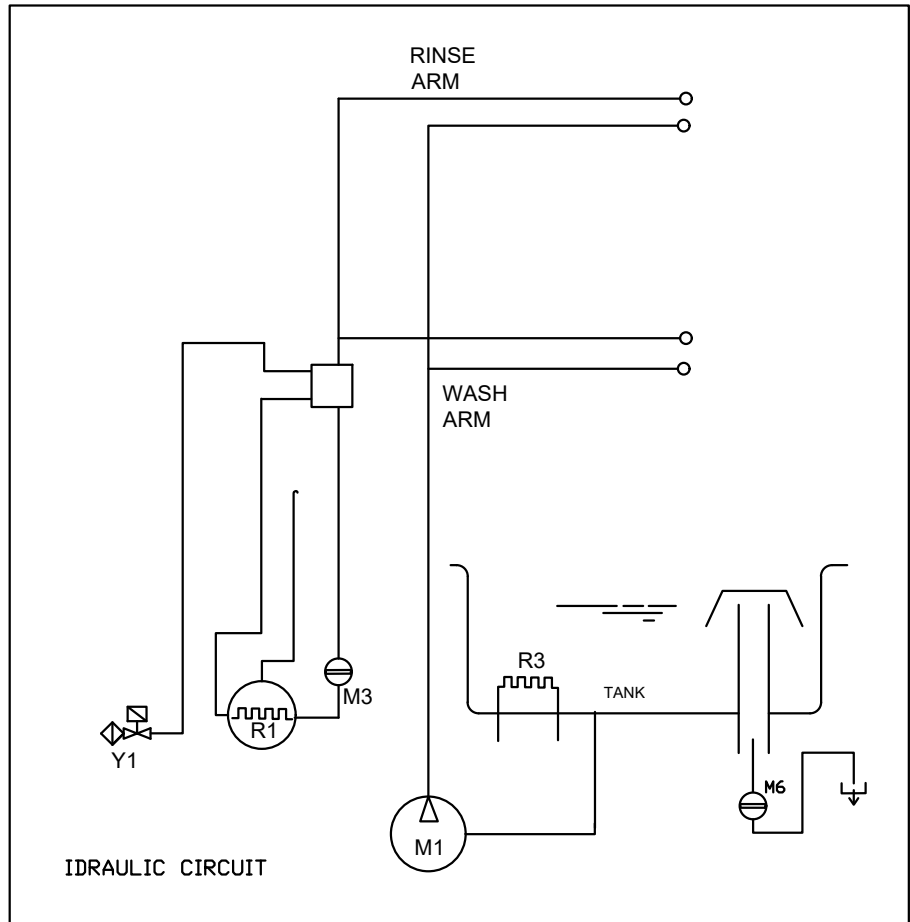 RINSE
ARM
WASH
ARM
R3
TANK
M3
R1
Y1
M6
M1
IDRAULIC CIRCUIT